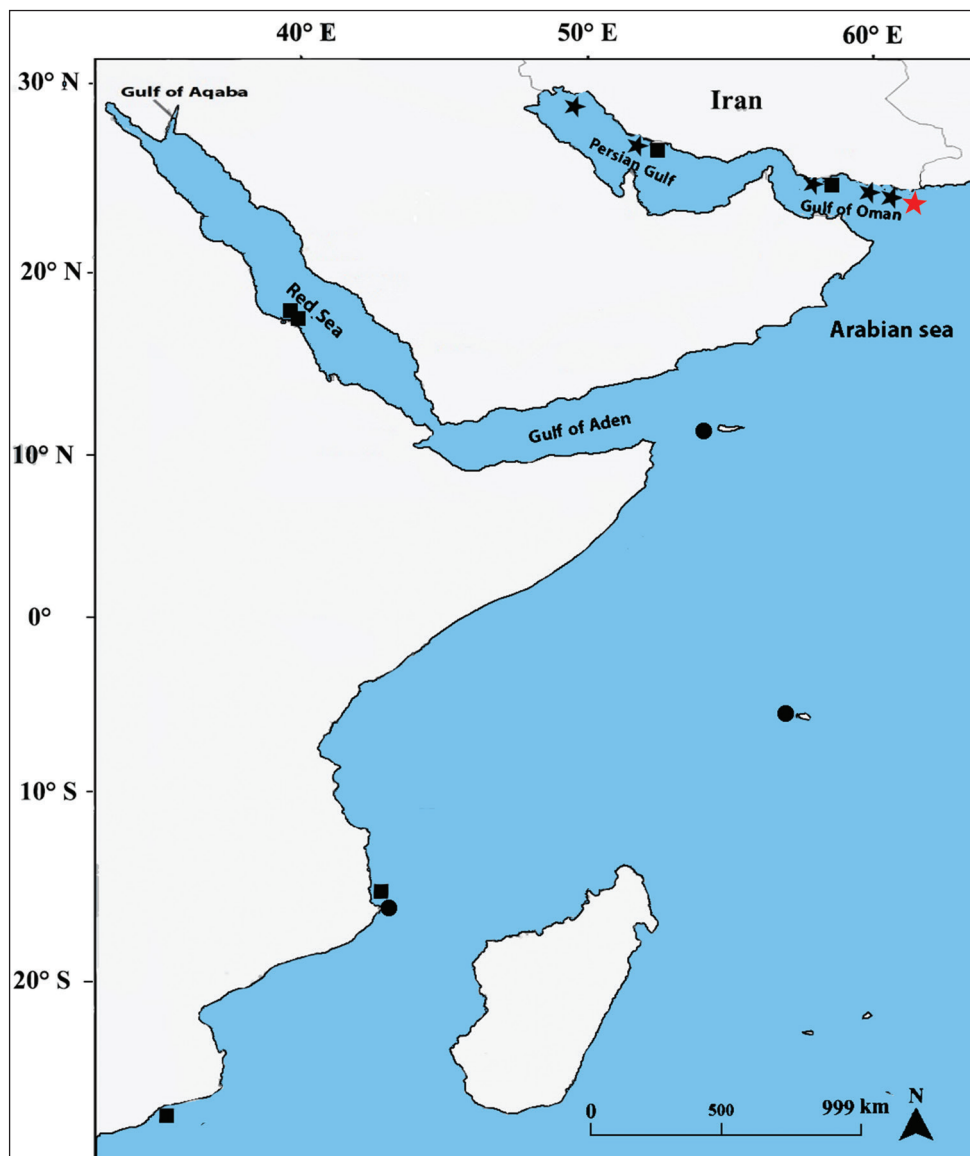 40° E 50° E 60° E
30° N
Gulf of Aqaba
Iran
Persian Gulf
Gulf of Oman
20° N
Red Sea
Arabian sea
Gulf of Aden
10° N
0°
10° S
20° S
N
0 500 999 km